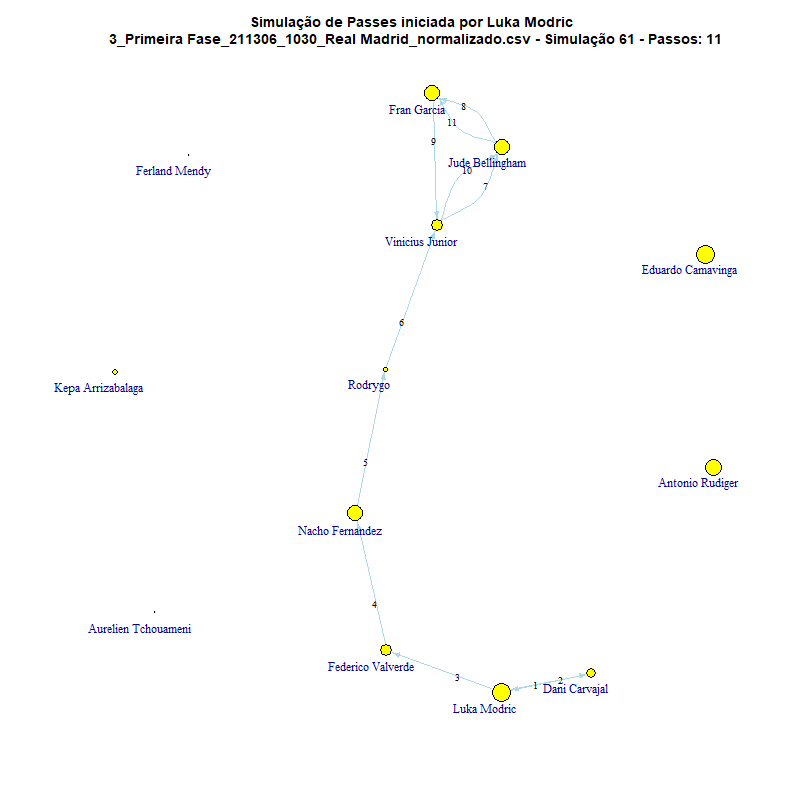 Simulação de Passes iniciada por Luka Modric
3_Primeira Fase_211306_1030_Real Madrid_normalizado.csv - Simulação 61 - Passos: 11
8
Fran Garcia
11
9
Jude Bellingham
10
7
Ferland Mendy
Vinicius Junior
Eduardo Camavinga
6
Rodrygo
Kepa Arrizabalaga
5
Antonio Rudiger
Nacho Fernandez
4
Aurelien Tchouameni
Federico Valverde
3
1
2
Dani Carvajal
Luka Modric